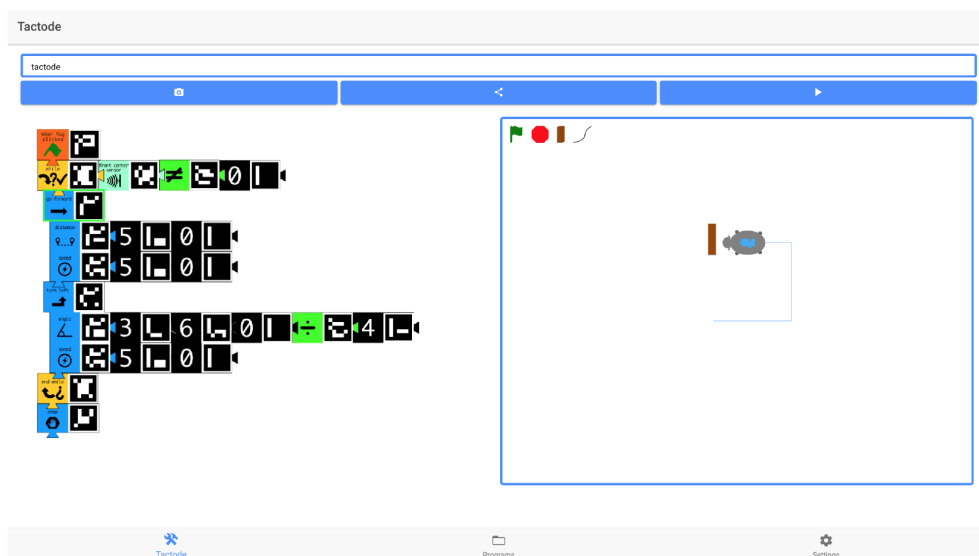 Tactode
tactode
when flag
clicked
while
front center
sensor
≠ 0
go forward
distance
5 0
speed
5 0
turn left
angle
3 6 0 ÷ 4
speed
5 0
end while
stop
Tactode
Programs
Settings